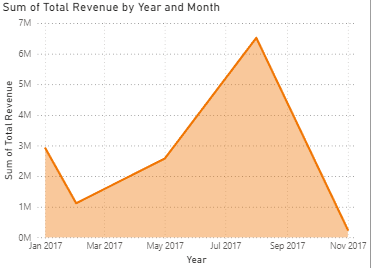 Sum of Total Revenue by Year and Month
7M
6M
5M
4M
3M
2M
1M
0M
Sum of Total Revenue
Jan 2017 Mar 2017 May 2017 Jul 2017 Sep 2017 Nov 2017
Year